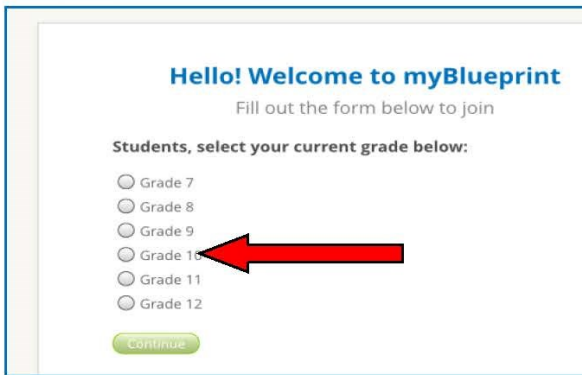 Hello! Welcome to myBlueprint
Fill out the form below to join
Students, select your current grade below:
Grade 7
Grade 8
Grade 9
Grade 10
Grade 11
Grade 12
Continue